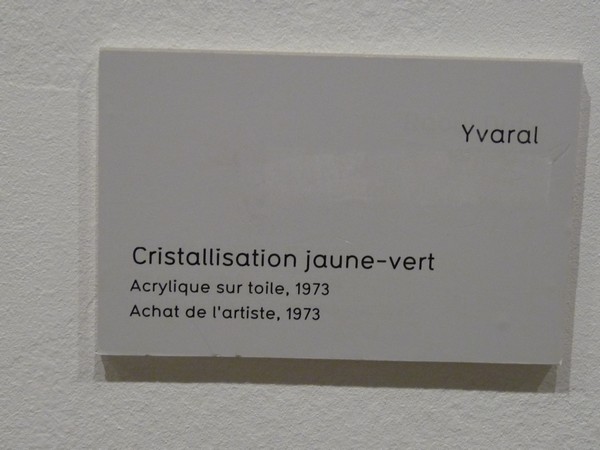 Yvaral
Cristallisation jaune-vert
Acrylique sur toile, 1973
Achat de l'artiste, 1973